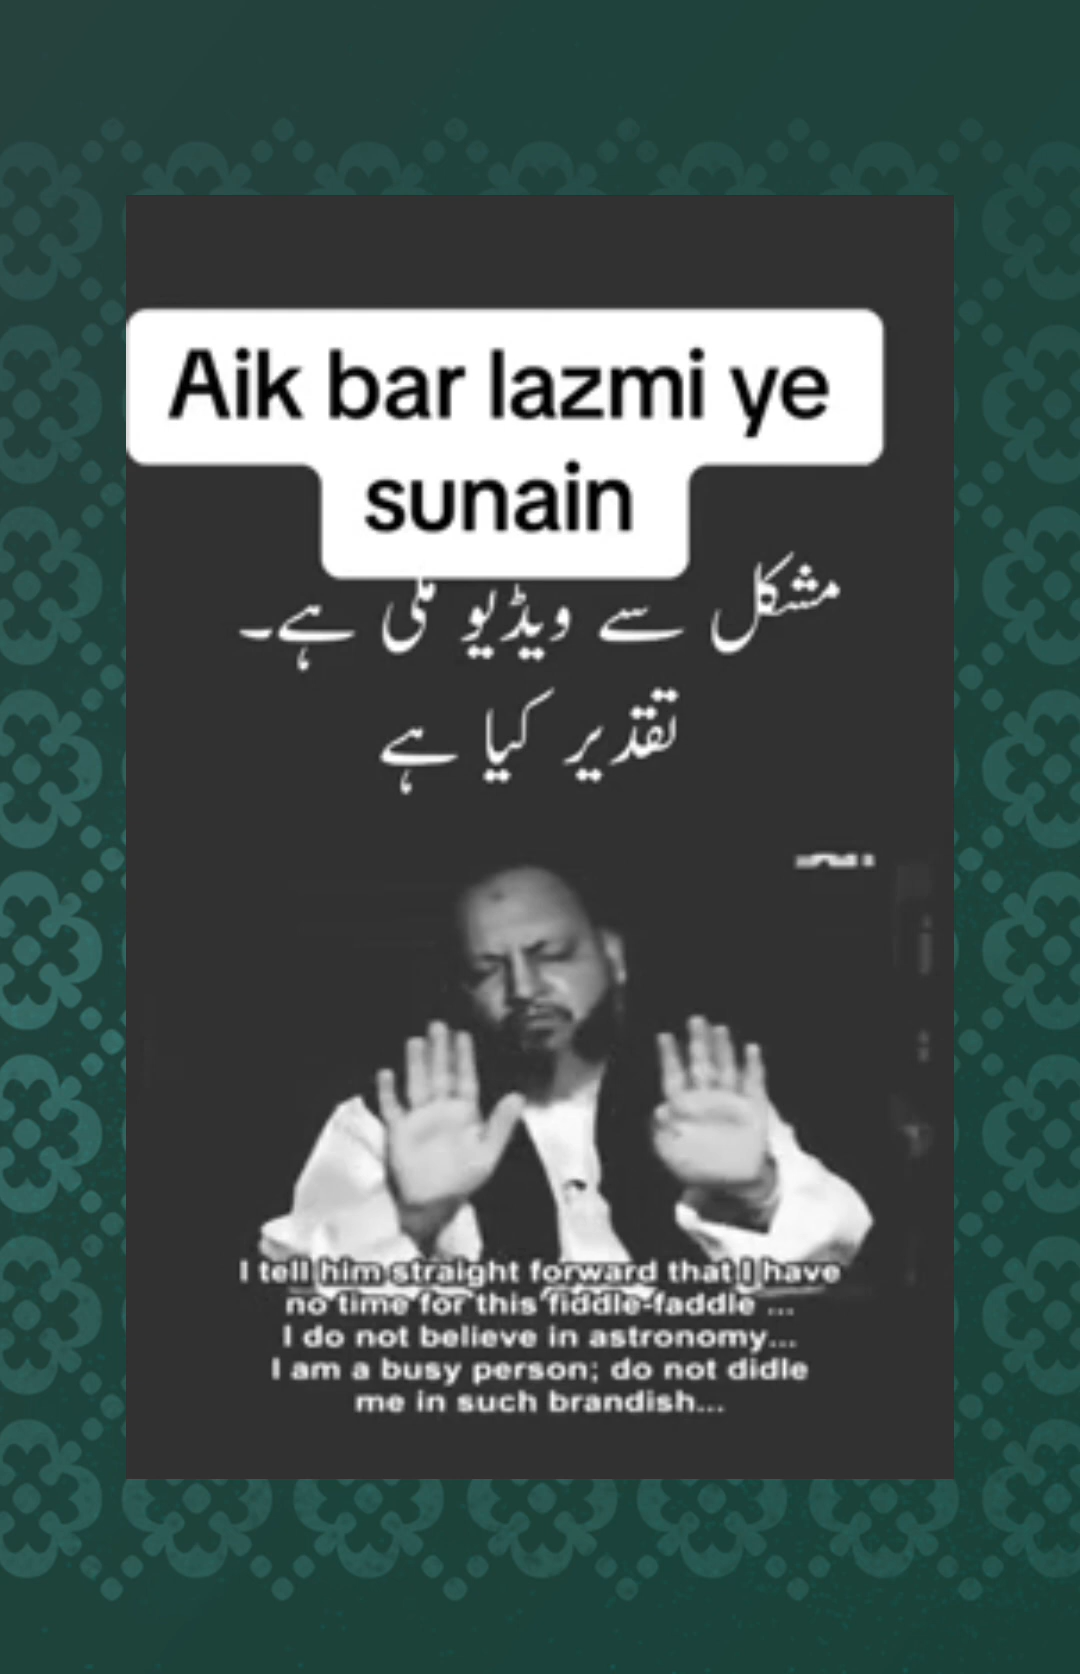 Aik bar lazmi ye
sunain
مشکل سے ویڈیو ملی ہے۔
تقدیر کیا ہے
I tell him straight forward that I have
no time for this fiddle-faddle ...
I do not believe in astronomy...
I am a busy person; do not didle
me in such brandish...